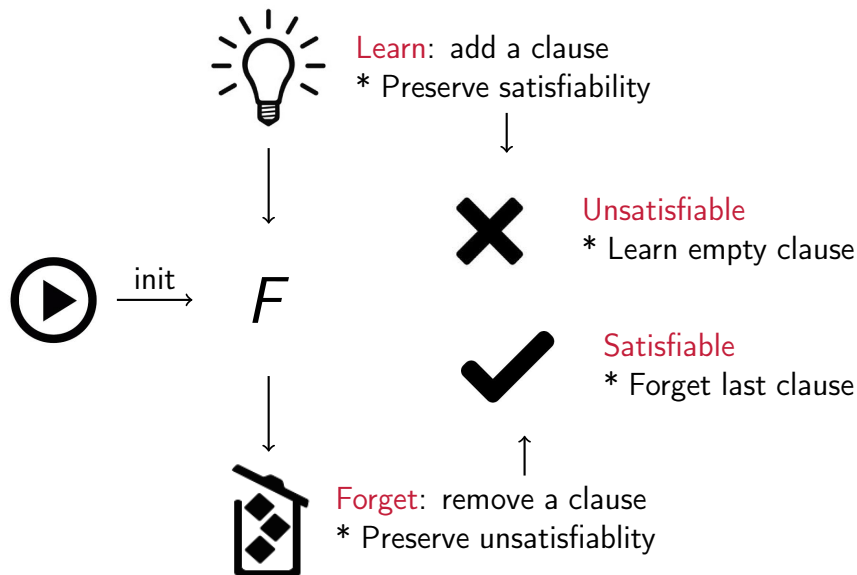 Learn: add a clause
* Preserve satisfiability
Unsatisfiable
* Learn empty clause
init
F
Satisfiable
* Forget last clause
Forget: remove a clause
* Preserve unsatisfiablity